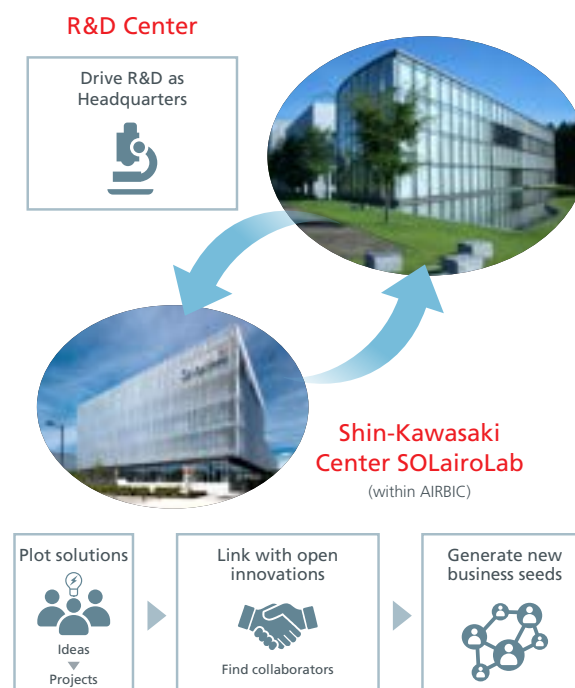 R&D Center
Drive R&D as
Headquarters
Shin-Kawasaki
Center SOLairoLab
(within AIRBIC)
Plot solutions
Ideas
Projects
Link with open
innovations
Find collaborators
Generate new
business seeds